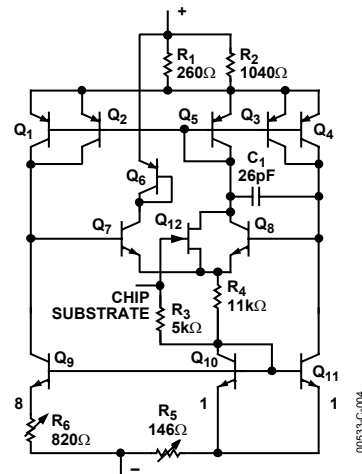 +
R1 R2
260Ω 1040Ω
Q1 Q2 Q5 Q3 Q4
C1
26pF
Q6
Q7 Q12 Q8
CHIP
SUBSTRATE
R4
11kΩ
R3
5kΩ
Q9 Q10 Q11
8 1 1
R6
820Ω
R5
146Ω
–
00533-C-004